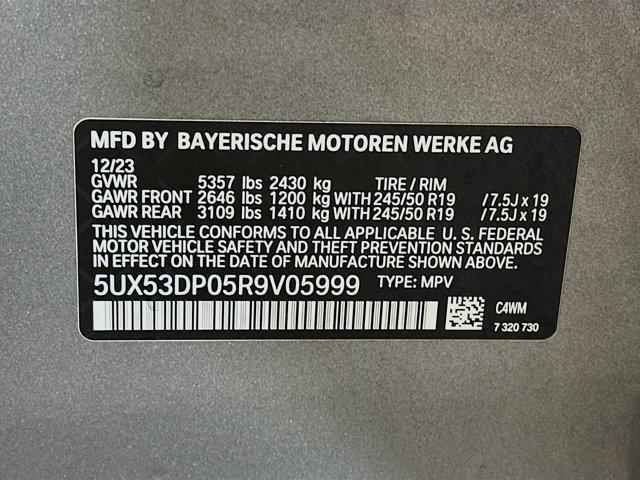 MFD BY BAYERISCHE MOTOREN WERKE AG
12/23
GVWR 5357 lbs 2430 kg TIRE / RIM
GAWR FRONT 2646 lbs 1200 kg WITH 245/50 R19 / 7.5J x 19
GAWR REAR 3109 lbs 1410 kg WITH 245/50 R19 / 7.5J x 19
THIS VEHICLE CONFORMS TO ALL APPLICABLE U. S. FEDERAL
MOTOR VEHICLE SAFETY AND THEFT PREVENTION STANDARDS
IN EFFECT ON THE DATE OF MANUFACTURE SHOWN ABOVE.
5UX53DP05R9V05999 TYPE: MPV
C4WM
7 320 730